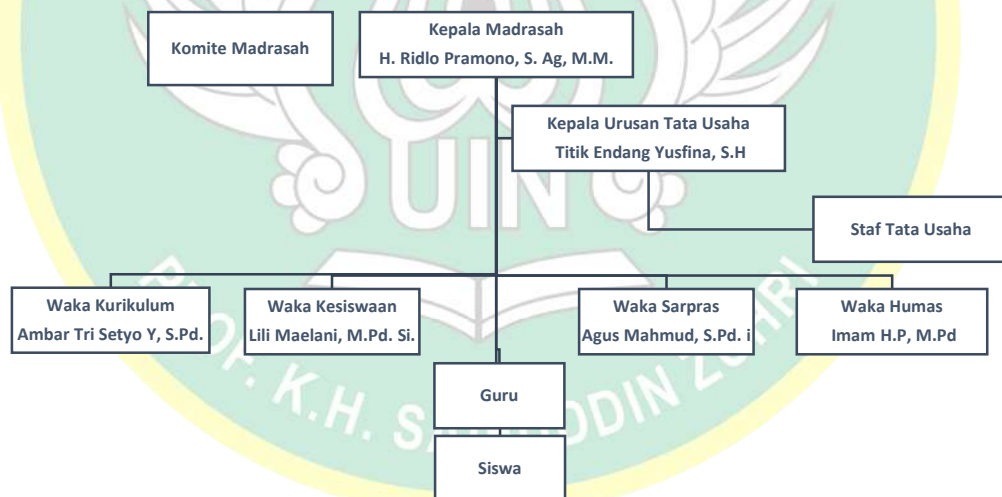 Komite Madrasah
Kepala Madrasah
H. Ridlo Pramono, S. Ag, M.M.
Kepala Urusan Tata Usaha
Titik Endang Yusfina, S.H
Staf Tata Usaha
Waka Kurikulum
Ambar Tri Setyo Y, S.Pd.
Waka Kesiswaan
Lili Maelani, M.Pd. Si.
Waka Sarpras
Agus Mahmud, S.Pd. i
Waka Humas
Imam H.P, M.Pd
Guru
Siswa
UIN
K.H.